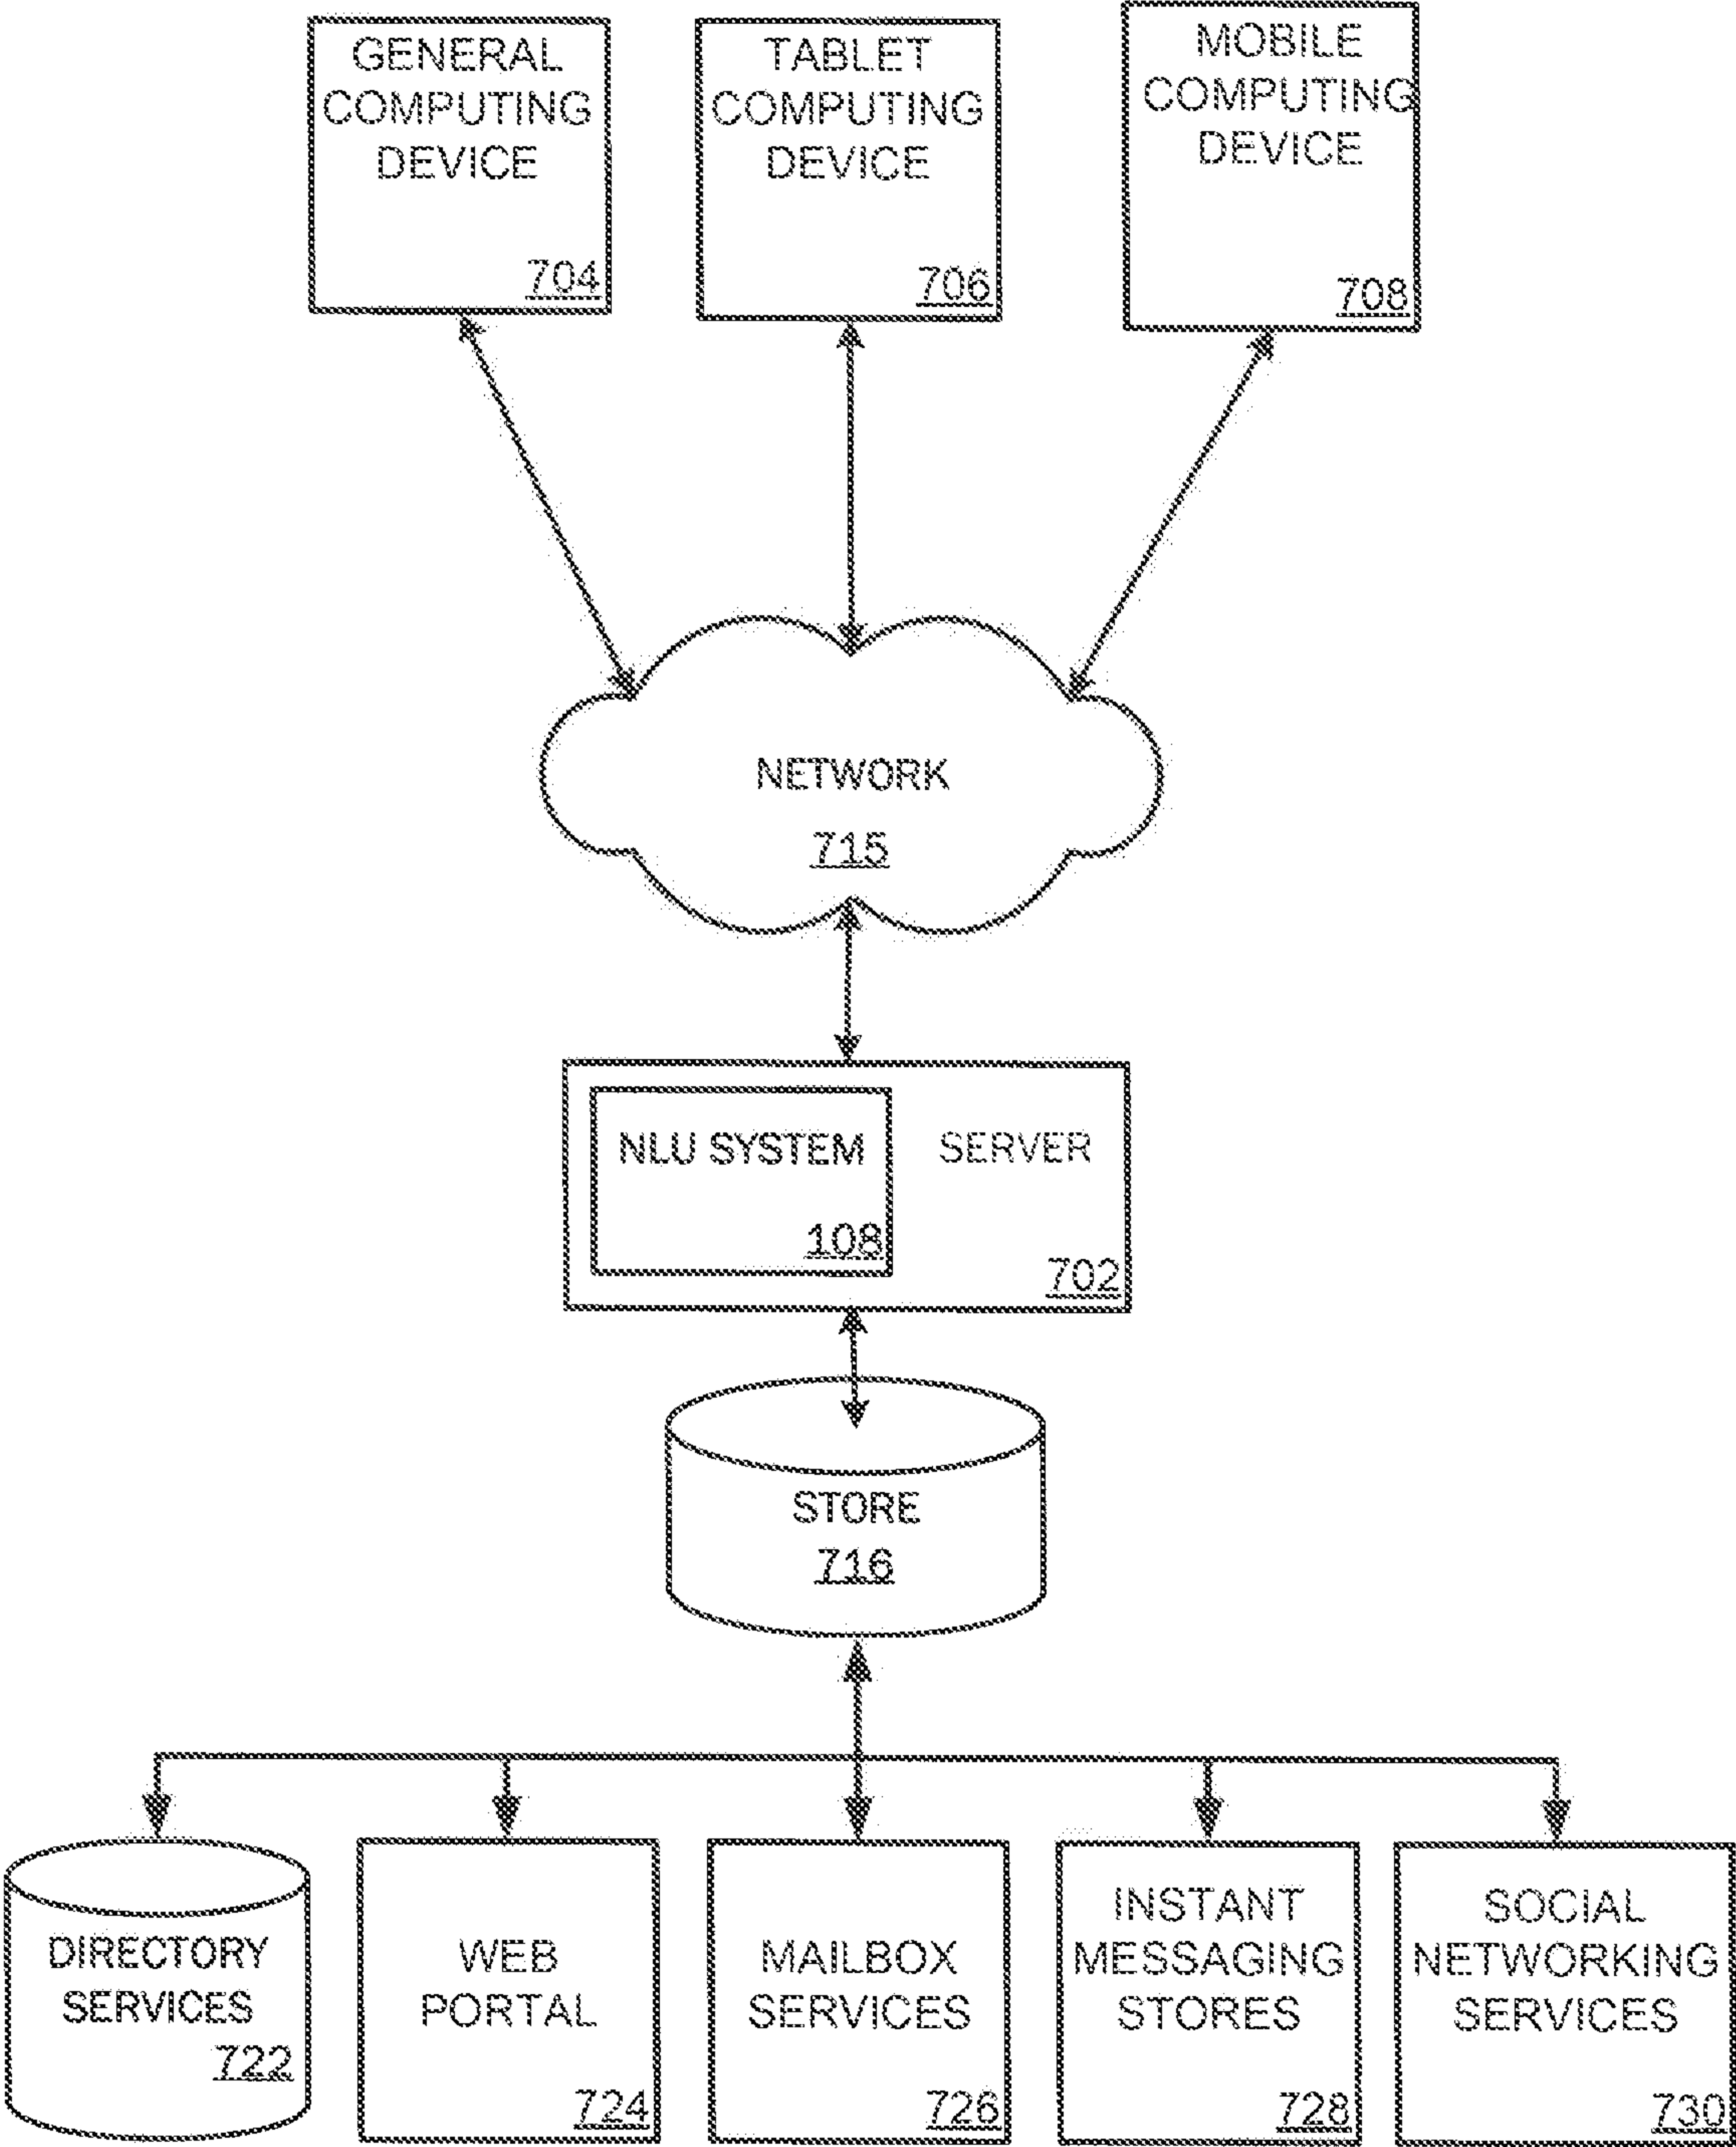 GENERAL
COMPUTING
DEVICE
704
TABLET
COMPUTING
DEVICE
706
MOBILE
COMPUTING
DEVICE
708
NETWORK
715
NLU SYSTEM
108
SERVER
702
STORE
716
DIRECTORY
SERVICES
722
WEB
PORTAL
724
MAILBOX
SERVICES
726
INSTANT
MESSAGING
STORES
728
SOCIAL
NETWORKING
SERVICES
730